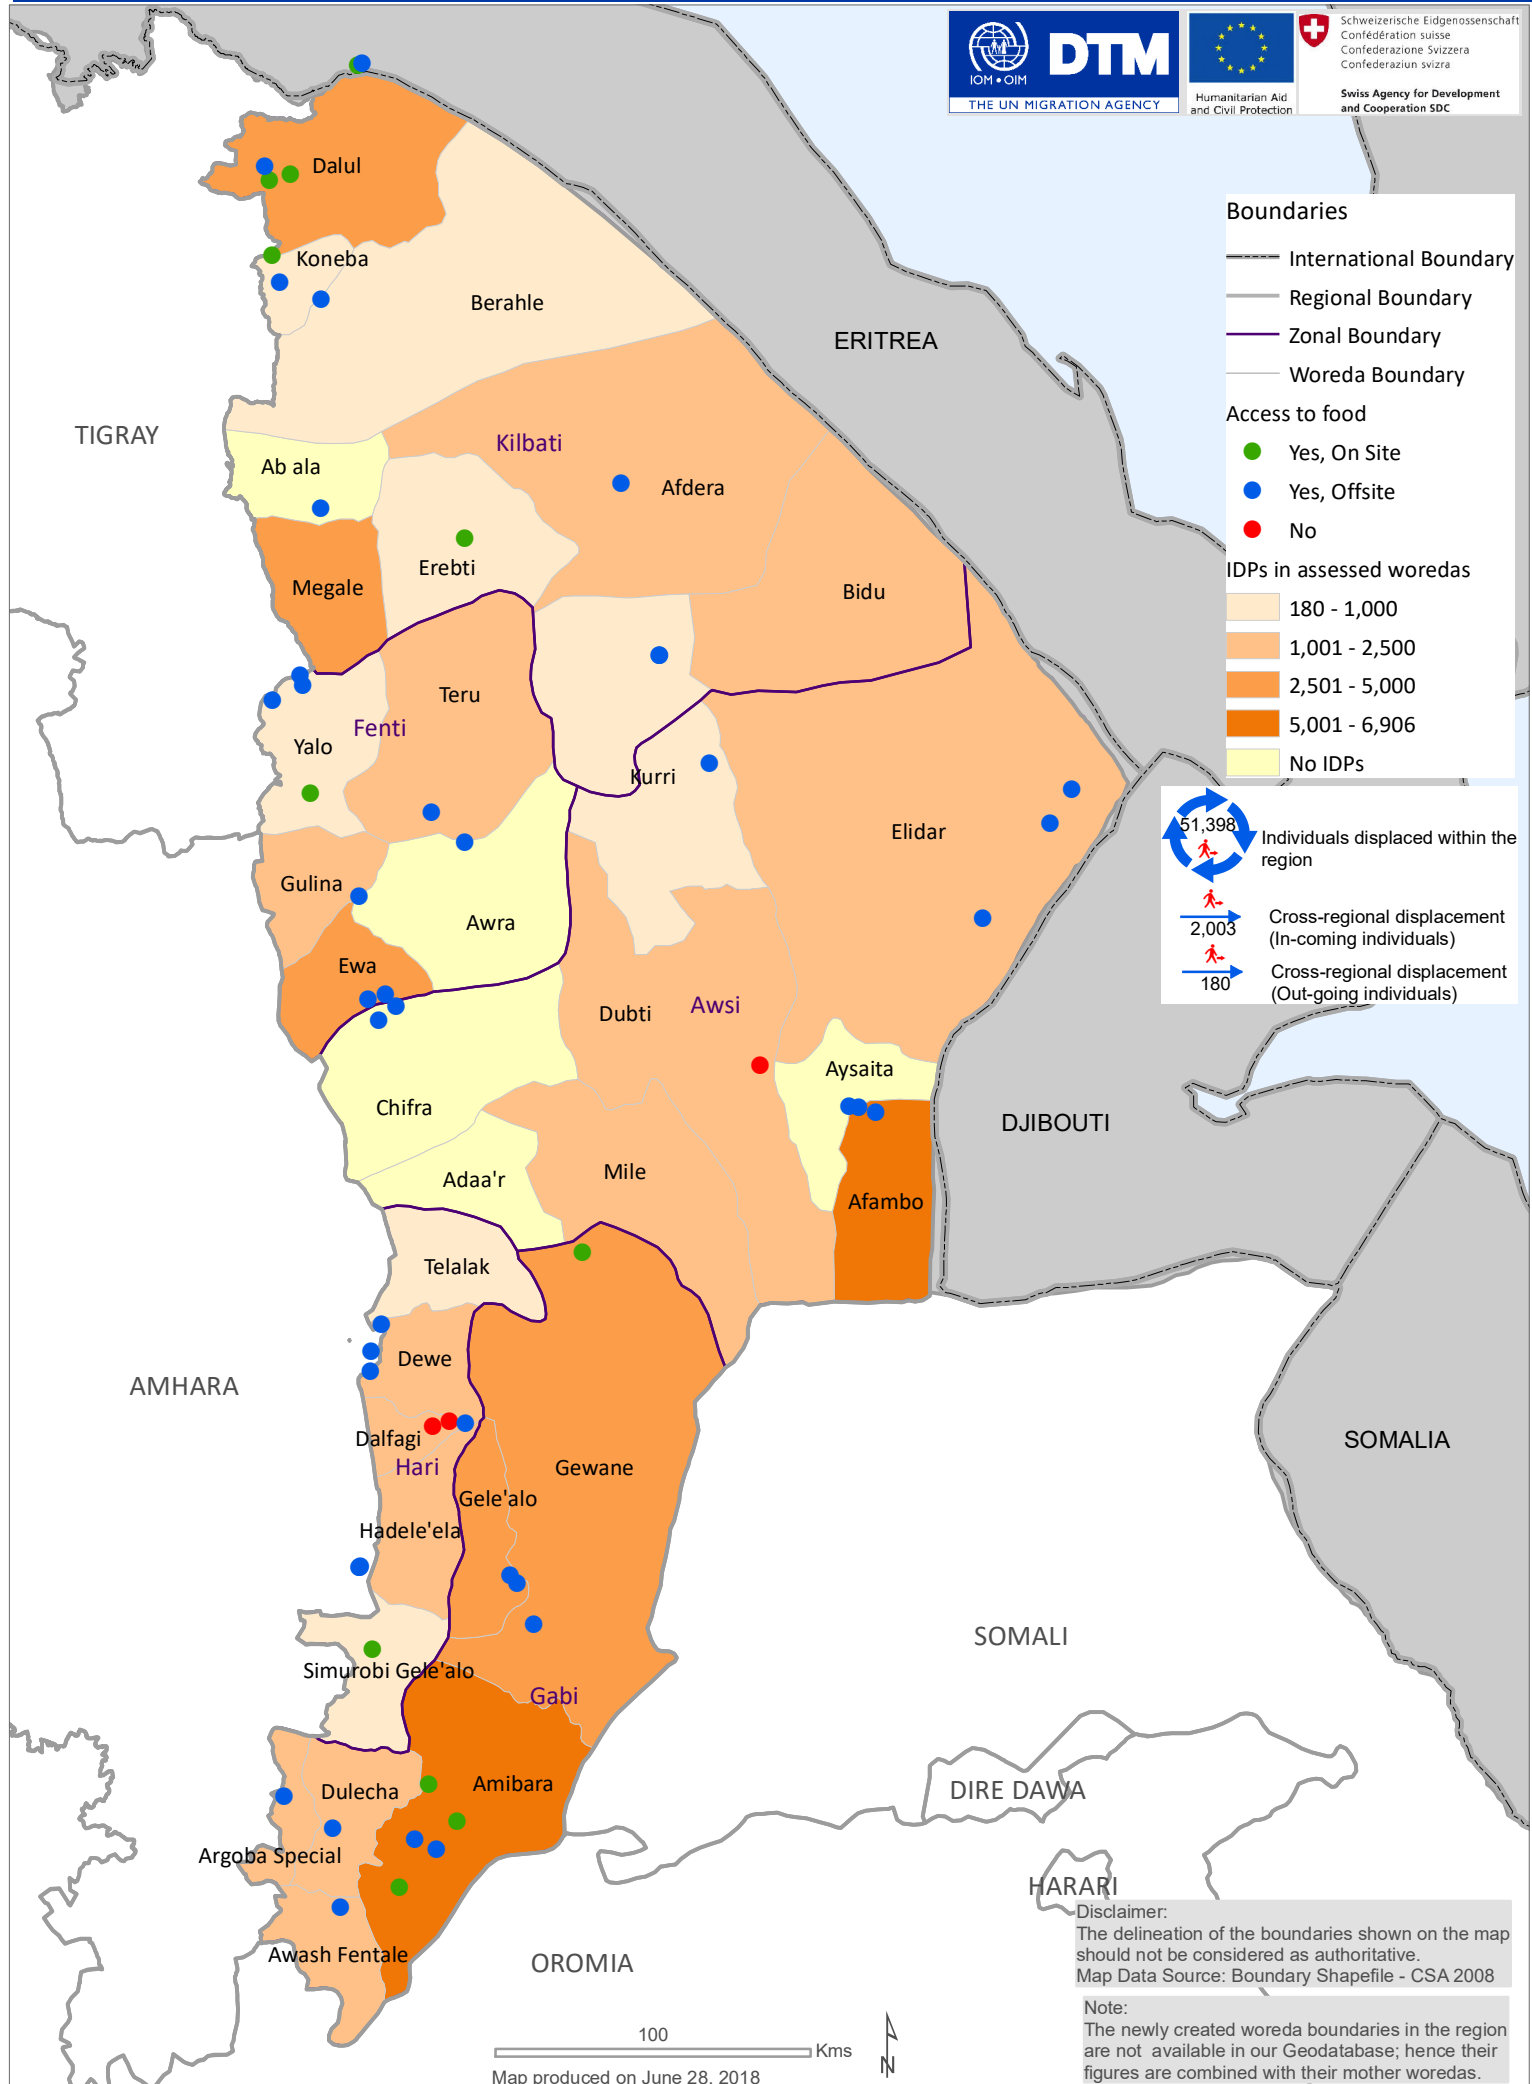 IOM • OIM
DTM
THE UN MIGRATION AGENCY
Humanitarian Aid
and Civil Protection
Schweizerische Eidgenossenschaft
Confédération suisse
Confederazione Svizzera
Confederaziun svizra
Swiss Agency for Development
and Cooperation SDC
Boundaries
International Boundary
Regional Boundary
Zonal Boundary
Woreda Boundary
Access to food
Yes, On Site
Yes, Offsite
No
IDPs in assessed woredas
180 - 1,000
1,001 - 2,500
2,501 - 5,000
5,001 - 6,906
No IDPs
51,398
Individuals displaced within the
region
2,003
Cross-regional displacement
(In-coming individuals)
180
Cross-regional displacement
(Out-going individuals)
Dalul
Koneba
Berahle
ERITREA
TIGRAY
Kilbati
Ab ala
Afdera
Erebti
Megale
Bidu
Teru
Fenti
Yalo
Kurri
Elidar
Gulina
Awra
Ewa
Dubti
Awsi
Aysaita
Chifra
DJIBOUTI
Mile
Adaa'r
Afambo
Telalak
Dewe
AMHARA
Dalfagi
Hari
Gewane
SOMALIA
Gele'alo
Hadele'ela
SOMALI
Simurobi Gele'alo
Gabi
Dulecha
Amibara
DIRE DAWA
Argoba Special
HARARI
Awash Fentale
OROMIA
Disclaimer:
The delineation of the boundaries shown on the map
should not be considered as authoritative.
Map Data Source: Boundary Shapefile - CSA 2008
Note:
The newly created woreda boundaries in the region
are not available in our Geodatabase; hence their
figures are combined with their mother woredas.
100
Kms
N
Map produced on June 28, 2018